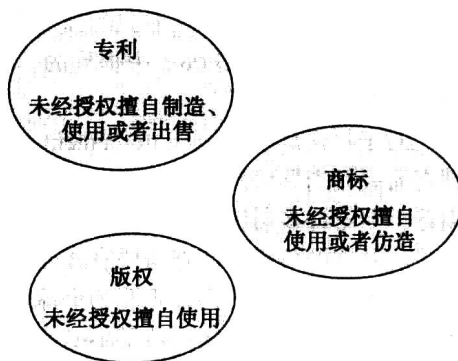 专利
未经授权擅自制造、
使用或者出售
商标
未经授权擅自
使用或者仿造
版权
未经授权擅自使用